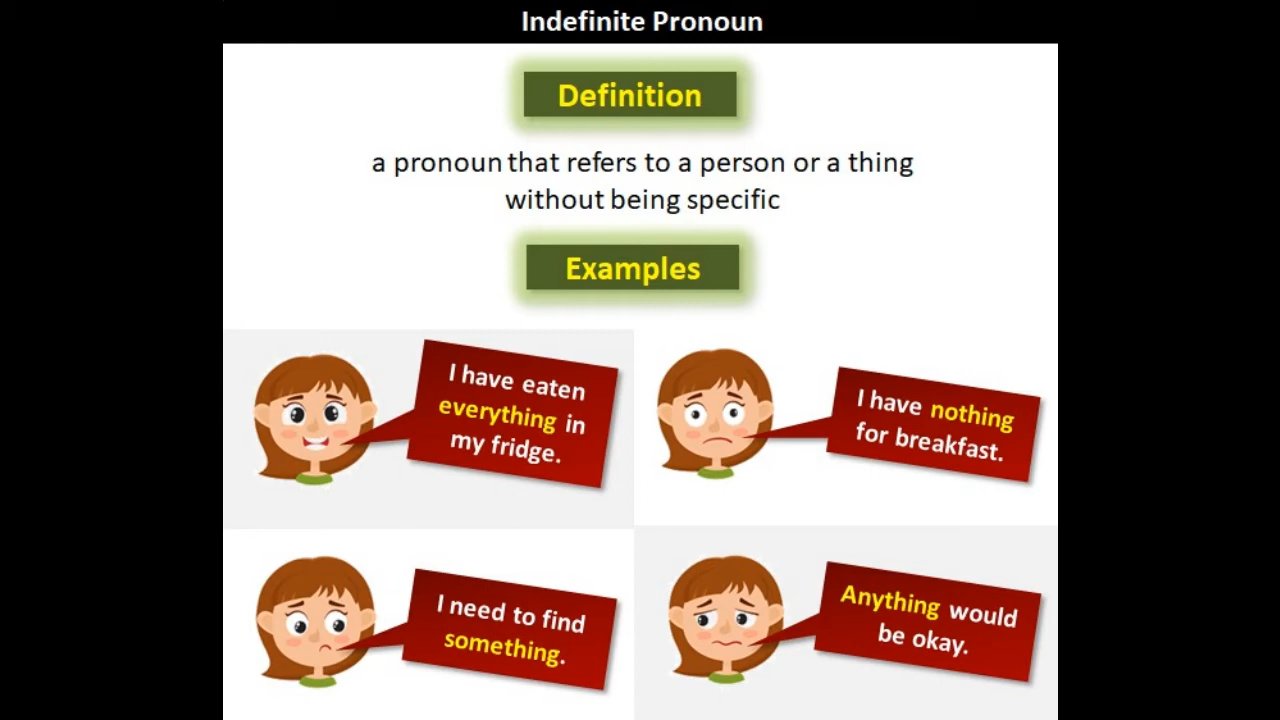 Indefinite Pronoun
Definition
a pronoun that refers to a person or a thing
without being specific
Examples
I have eaten
everything in
my fridge.
I have nothing
for breakfast.
I need to find
something.
Anything would
be okay.